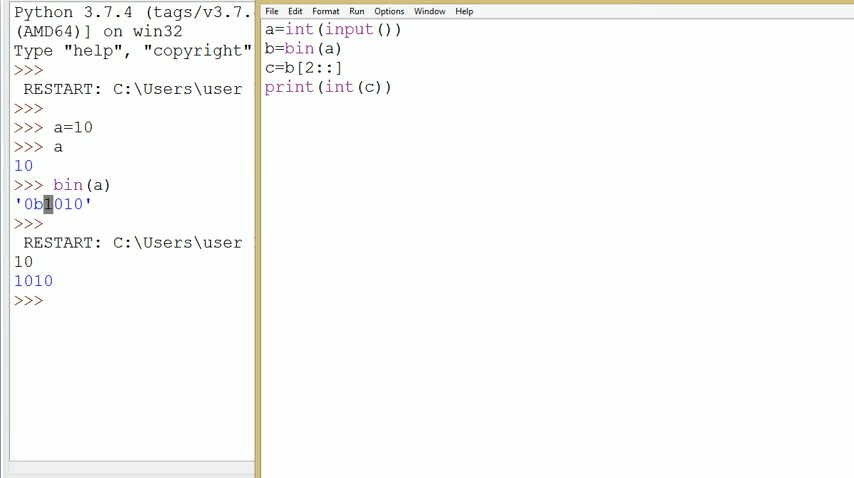 Python 3.7.4 (tags/v3.7.
(AMD64)] on win32
Type "help", "copyright"
>>>
RESTART: C:\Users\user
>>>
>>> a=10
>>> a
10
>>> bin(a)
'0b1010'
>>>
RESTART: C:\Users\user
10
1010
>>>
File Edit Format Run Options Window Help
a=int(input())
b=bin(a)
c=b[2::]
print(int(c))